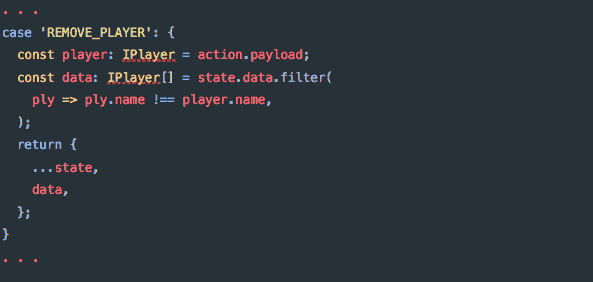 . . .
case 'REMOVE_PLAYER': {
  const player: IPlayer = action.payload;
  const data: IPlayer[] = state.data.filter(
    ply => ply.name !== player.name,
  );
  return {
    ...state,
    data,
  };
}
. . .